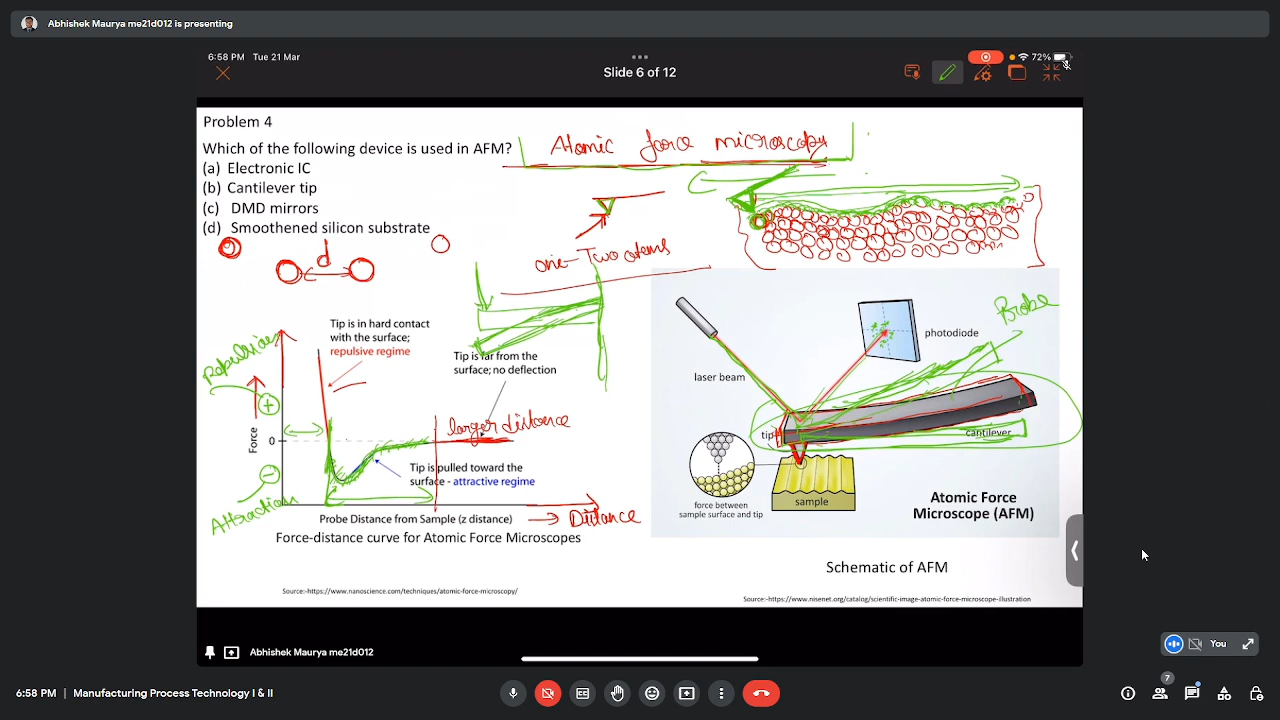 Abhishek Maurya me21d012 is presenting
6:58 PM Tue 21 Mar
72%
Slide 6 of 12
Problem 4
Which of the following device is used in AFM?
(a) Electronic IC
(b) Cantilever tip
(c) DMD mirrors
(d) Smoothened silicon substrate
Atomic force microscopy
d
one-Two atoms
Tip is in hard contact
with the surface;
repulsive regime
Repulsion
+
Force
0
-
Attraction
Tip is far from the
surface; no deflection
larger distance
Tip is pulled toward the
surface - attractive regime
Probe Distance from Sample (z distance)
Distance
Force-distance curve for Atomic Force Microscopes
Source:-https://www.nanoscience.com/techniques/atomic-force-microscopy/
Probe
photodiode
laser beam
tip
cantilever
sample
force between
sample surface and tip
Atomic Force
Microscope (AFM)
Schematic of AFM
Source:-https://www.nisenet.org/catalog/scientific-image-atomic-force-microscope-illustration
Abhishek Maurya me21d012
You
6:58 PM | Manufacturing Process Technology I & II
7